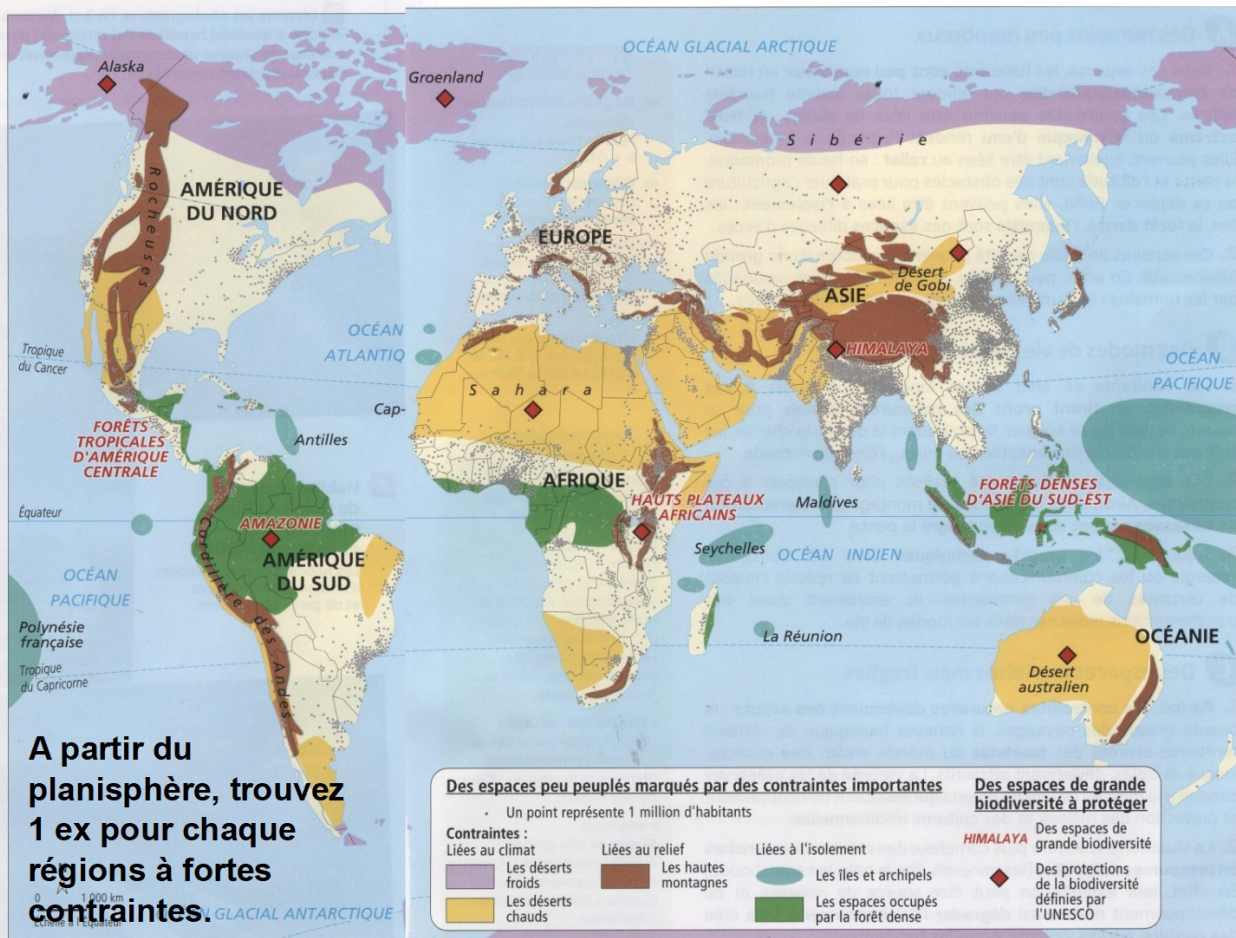 OCÉAN GLACIAL ARCTIQUE
Alaska
Groenland
Sibérie
Rocheuses
AMÉRIQUE
DU NORD
EUROPE
Désert
de Gobi
ASIE
OCÉAN
ATLANTIQ
HIMALAYA
Tropique
du Cancer
OCÉAN
PACIFIQUE
Sahara
Cap-
FORÊTS
TROPICALES
D'AMÉRIQUE
CENTRALE
Antilles
AFRIQUE
HAUTS PLATEAUX
AFRICAINS
Maldives
FORÊTS DENSES
D'ASIE DU SUD-EST
Équateur
AMAZONIE
Seychelles
OCÉAN INDIEN
AMÉRIQUE
DU SUD
OCÉAN
PACIFIQUE
Cordillère des Andes
Polynésie
française
La Réunion
OCÉANIE
Tropique
du Capricorne
Désert
australien
A partir du
planisphère, trouvez
1 ex pour chaque
régions à fortes
contraintes.
0 1 000 km
Échelle à l'équateur
OCÉAN GLACIAL ANTARCTIQUE
Des espaces peu peuplés marqués par des contraintes importantes
Un point représente 1 million d'habitants
Contraintes :
Liées au climat
Les déserts
froids
Les déserts
chauds
Liées au relief
Les hautes
montagnes
Liées à l'isolement
Les îles et archipels
Les espaces occupés
par la forêt dense
Des espaces de grande
biodiversité à protéger
HIMALAYA Des espaces de
grande biodiversité
Des protections
de la biodiversité
définies par
l'UNESCO